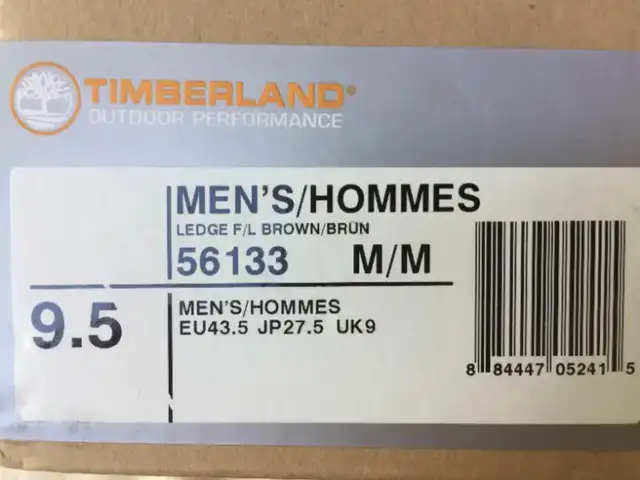 TIMBERLAND®
OUTDOOR PERFORMANCE
MEN'S/HOMMES
LEDGE F/L BROWN/BRUN
56133 M/M
9.5
MEN'S/HOMMES
EU43.5 JP27.5 UK9
8 84447 05241 5